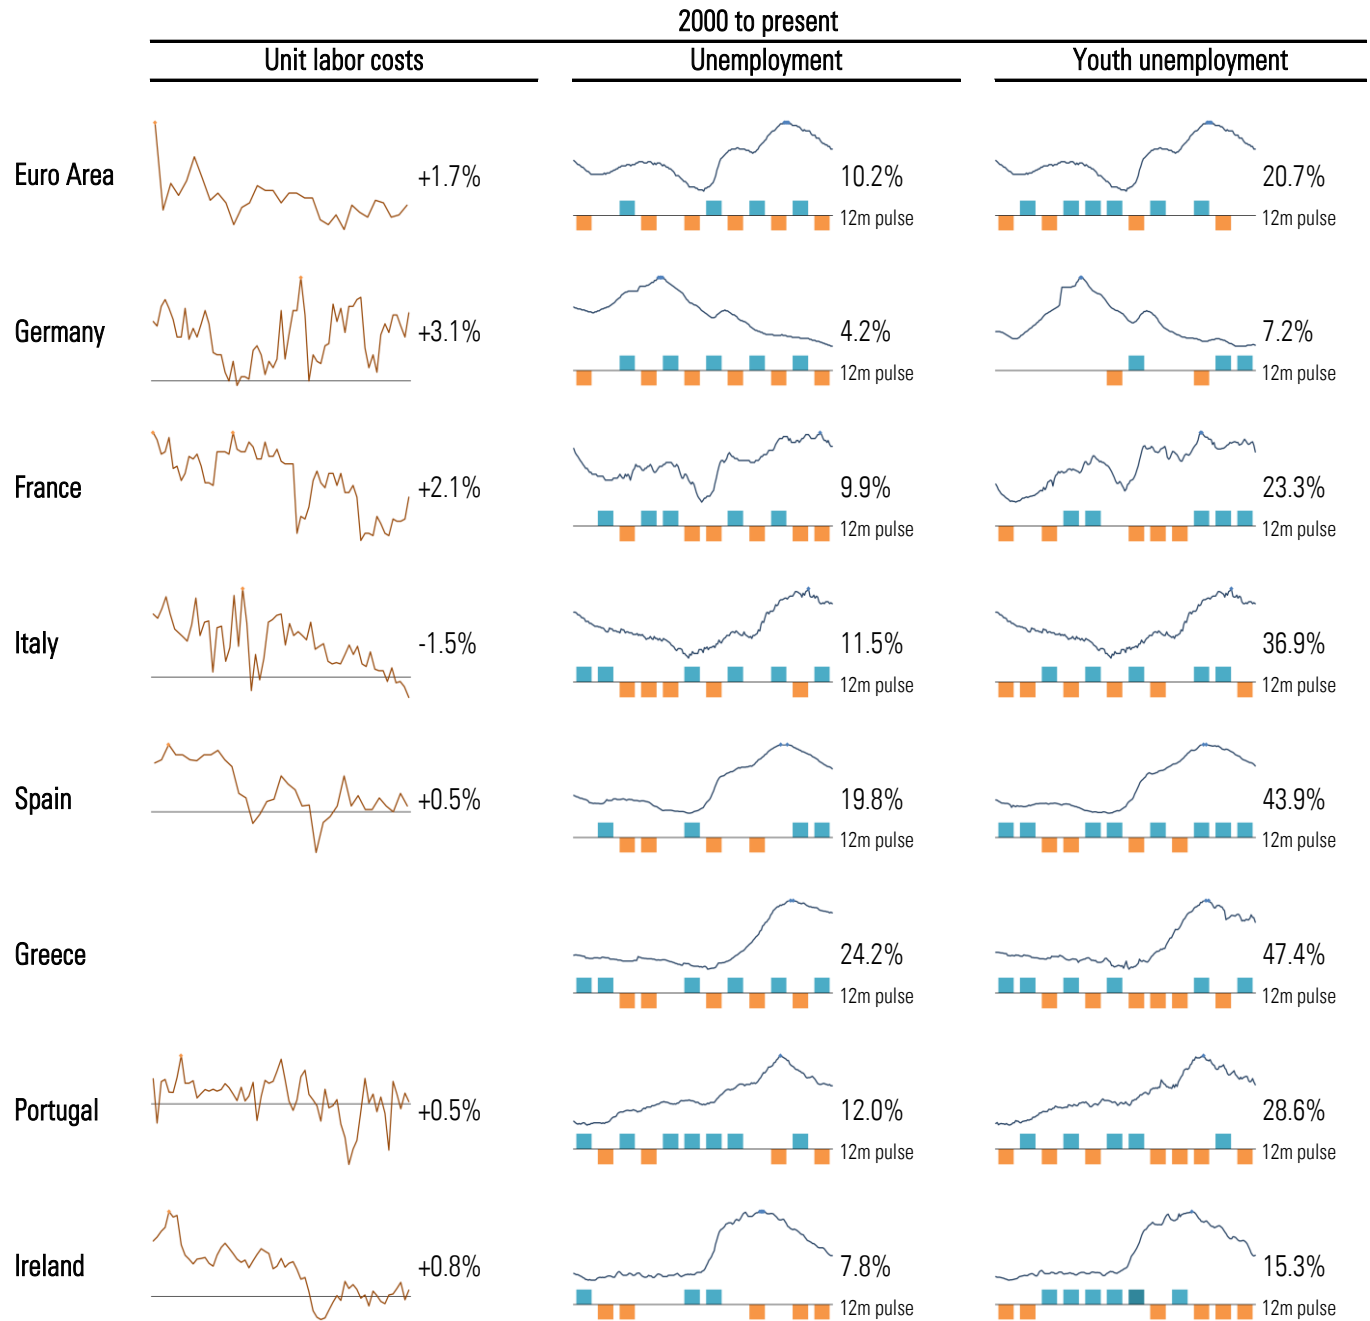 2000 to present
Unit labor costs Unemployment Youth unemployment
Euro Area +1.7% 10.2% 20.7%
12m pulse 12m pulse
Germany +3.1% 4.2% 7.2%
12m pulse 12m pulse
France +2.1% 9.9% 23.3%
12m pulse 12m pulse
Italy -1.5% 11.5% 36.9%
12m pulse 12m pulse
Spain +0.5% 19.8% 43.9%
12m pulse 12m pulse
Greece 24.2% 47.4%
12m pulse 12m pulse
Portugal +0.5% 12.0% 28.6%
12m pulse 12m pulse
Ireland +0.8% 7.8% 15.3%
12m pulse 12m pulse